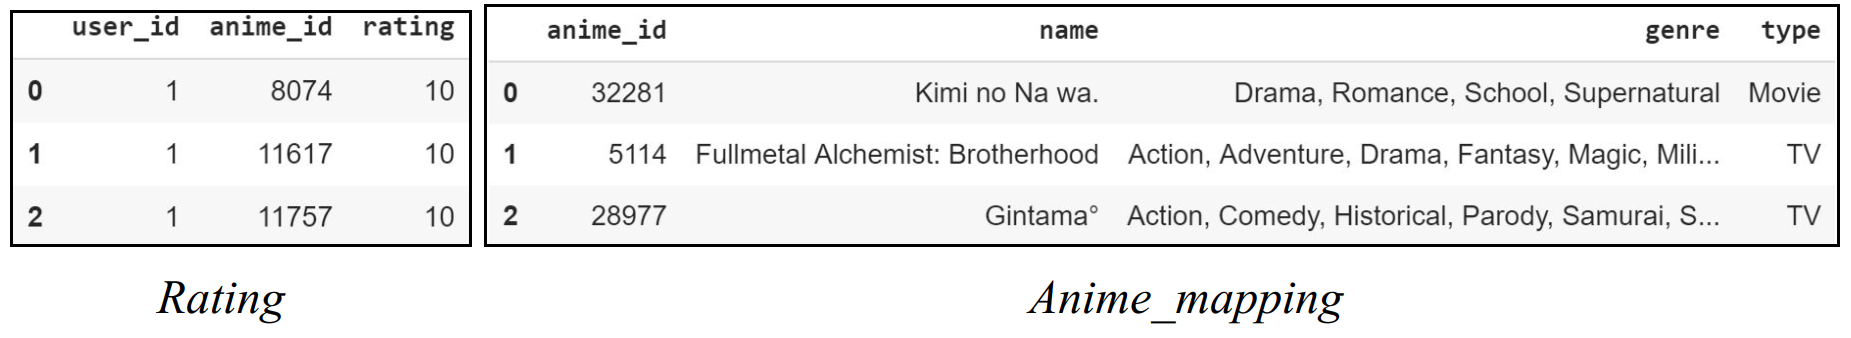 user_id anime_id rating
0 1 8074 10
1 1 11617 10
2 1 11757 10
Rating
anime_id name genre type
0 32281 Kimi no Na wa. Drama, Romance, School, Supernatural Movie
1 5114 Fullmetal Alchemist: Brotherhood Action, Adventure, Drama, Fantasy, Magic, Mili... TV
2 28977 Gintama° Action, Comedy, Historical, Parody, Samurai, S... TV
Anime_mapping